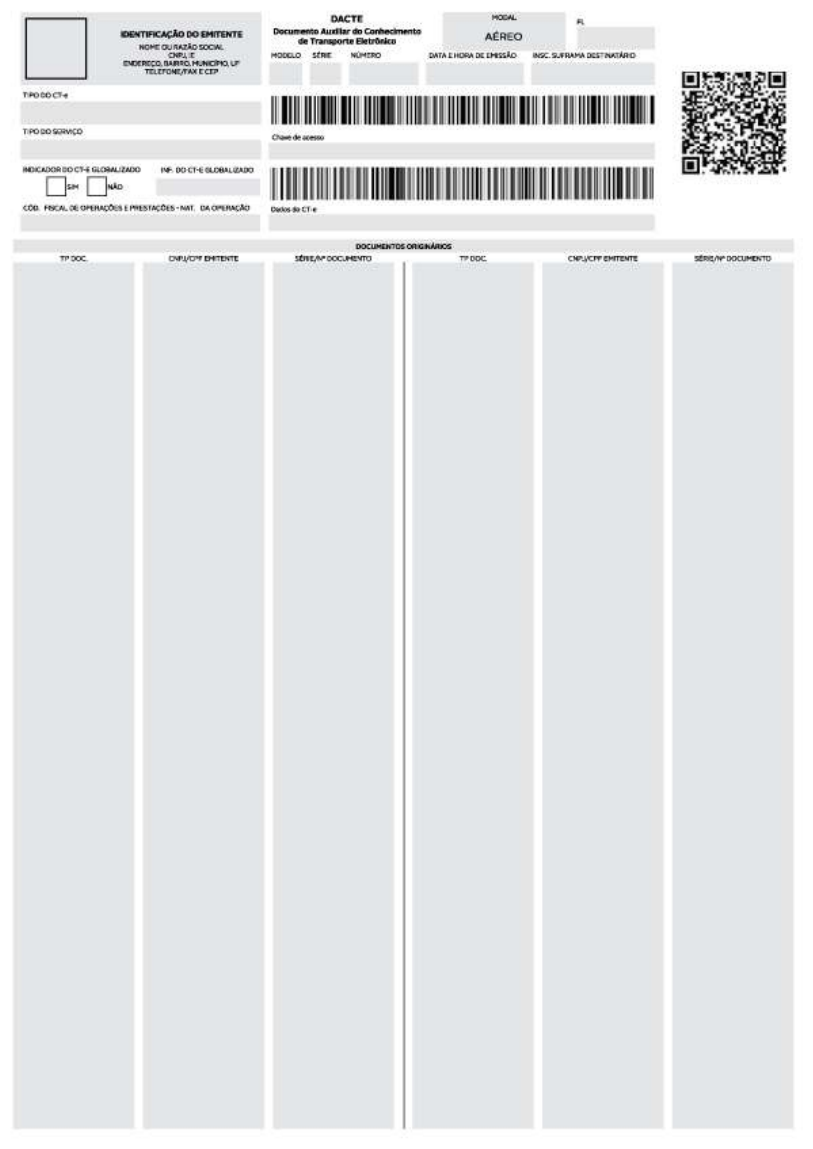 IDENTIFICAÇÃO DO EMITENTE
NOME OU RAZÃO SOCIAL
CNPJ, IE
ENDEREÇO, BAIRRO, MUNICÍPIO, UF
TELEFONE/FAX E CEP
DACTE
Documento Auxiliar do Conhecimento
de Transporte Eletrônico
MODAL
AÉREO
FL
MODELO SÉRIE NÚMERO DATA E HORA DE EMISSÃO INSC. SUFRAMA DESTINATÁRIO
TIPO DO CT-e
TIPO DO SERVIÇO
Chave de acesso
INDICADOR DO CT-E GLOBALIZADO INF. DO CT-E GLOBALIZADO
SIM NÃO
CÓD. FISCAL DE OPERAÇÕES E PRESTAÇÕES - NAT. DA OPERAÇÃO
Dados do CT-e
DOCUMENTOS ORIGINÁRIOS
TP DOC. CNPJ/CPF EMITENTE SÉRIE/Nº DOCUMENTO TP DOC. CNPJ/CPF EMITENTE SÉRIE/Nº DOCUMENTO